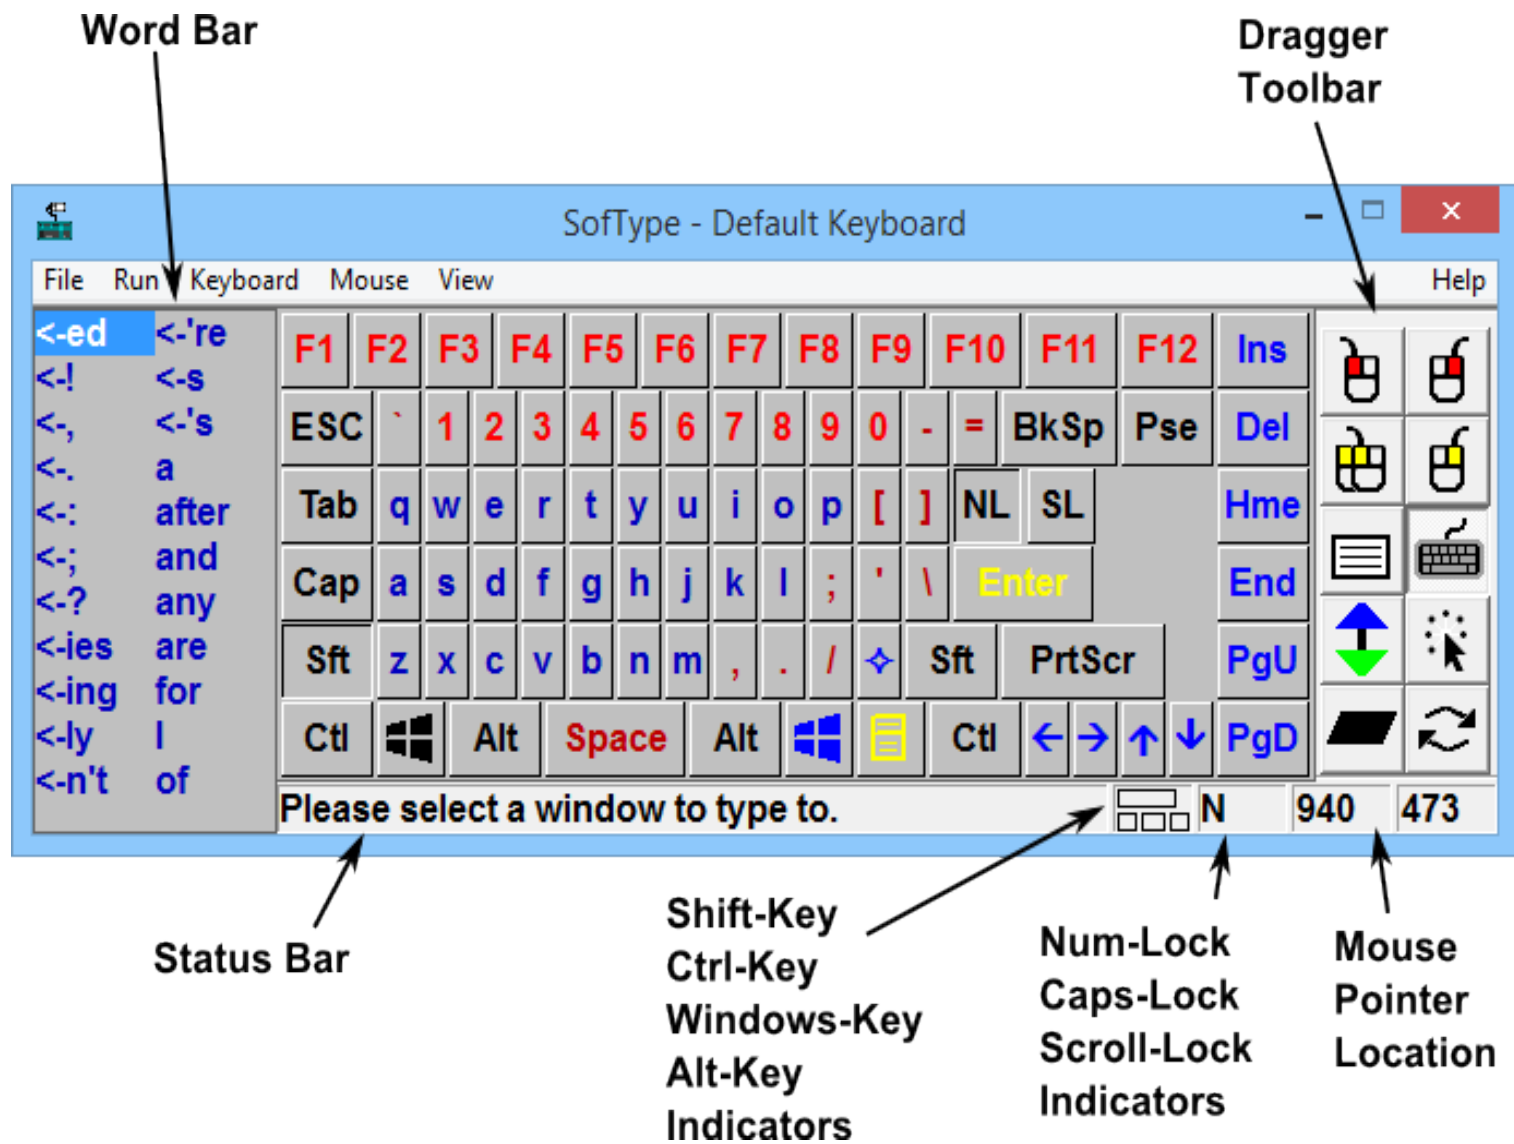 Word Bar
Dragger
Toolbar
SofType - Default Keyboard
File Run Keyboard Mouse View Help
<-ed <-'re
<-! <-s
<-, <-'s
<-. a
<-: after
<-; and
<-? any
<-ies are
<-ing for
<-ly I
<-n't of
F1 F2 F3 F4 F5 F6 F7 F8 F9 F10 F11 F12 Ins
ESC ` 1 2 3 4 5 6 7 8 9 0 - = BkSp Pse Del
Tab q w e r t y u i o p [ ] NL SL Hme
Cap a s d f g h j k l ; ' \ Enter End
Sft z x c v b n m , . / Sft PrtScr PgU
Ctl Alt Space Alt Ctl ← → ↑ ↓ PgD
Please select a window to type to. N 940 473
Status Bar
Shift-Key
Ctrl-Key
Windows-Key
Alt-Key
Indicators
Num-Lock
Caps-Lock
Scroll-Lock
Indicators
Mouse
Pointer
Location